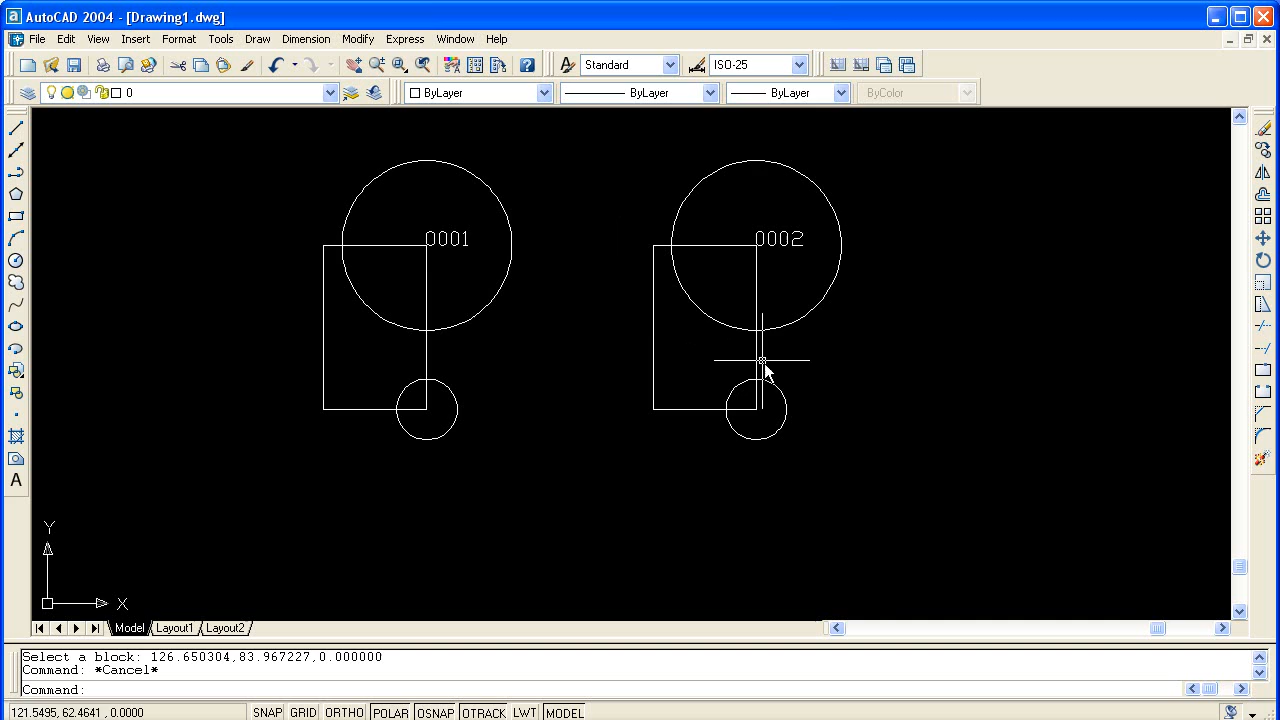 AutoCAD 2004 - [Drawing1.dwg]
File Edit View Insert Format Tools Draw Dimension Modify Express Window Help
Standard ISO-25
0 ByLayer ByLayer ByLayer ByColor
0001 0002
Y
X
Model Layout1 Layout2
Select a block: 126.650304,83.967227,0.000000
Command: *Cancel*
Command:
121.5495, 62.4641 , 0.0000 SNAP GRID ORTHO POLAR OSNAP OTRACK LWT MODEL